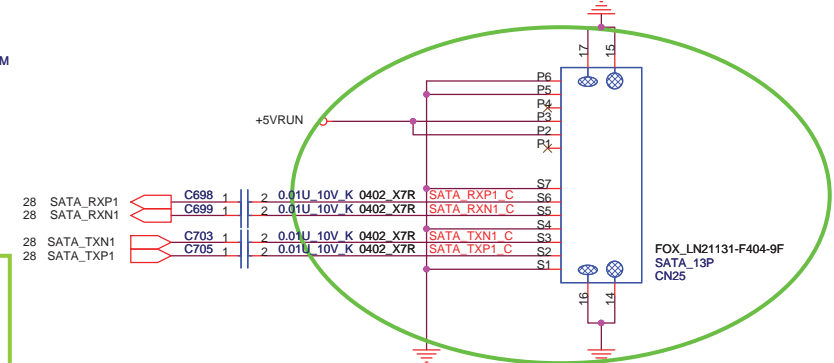 M
17
15
P6
P5
P4
P3
P2
P1
+5VRUN
S7
28 SATA_RXP1 C698 1 2 0.01U_10V_K 0402_X7R SATA_RXP1_C S6
28 SATA_RXN1 C699 1 2 0.01U_10V_K 0402_X7R SATA_RXN1_C S5
S4
28 SATA_TXN1 C703 1 2 0.01U_10V_K 0402_X7R SATA_TXN1_C S3
28 SATA_TXP1 C705 1 2 0.01U_10V_K 0402_X7R SATA_TXP1_C S2
S1
FOX_LN21131-F404-9F
SATA_13P
CN25
16
14